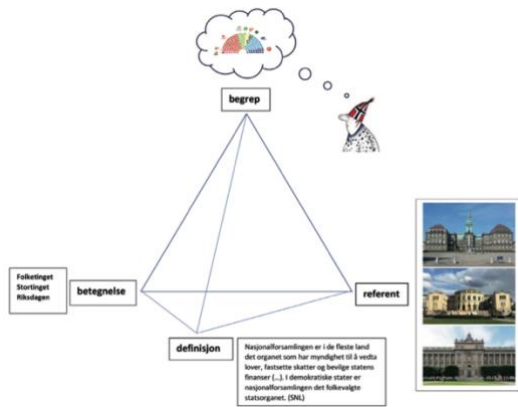 begrep
Folketinget
Stortinget
Riksdagen
betegnelse
referent
definisjon
Nasjonalforsamlingen er i de fleste land
det organet som har myndighet til å vedta
lover, fastsette skatter og bevilge statens
finanser (...). I demokratiske stater er
nasjonalforsamlingen det folkevalgte
statsorganet. (SNL)